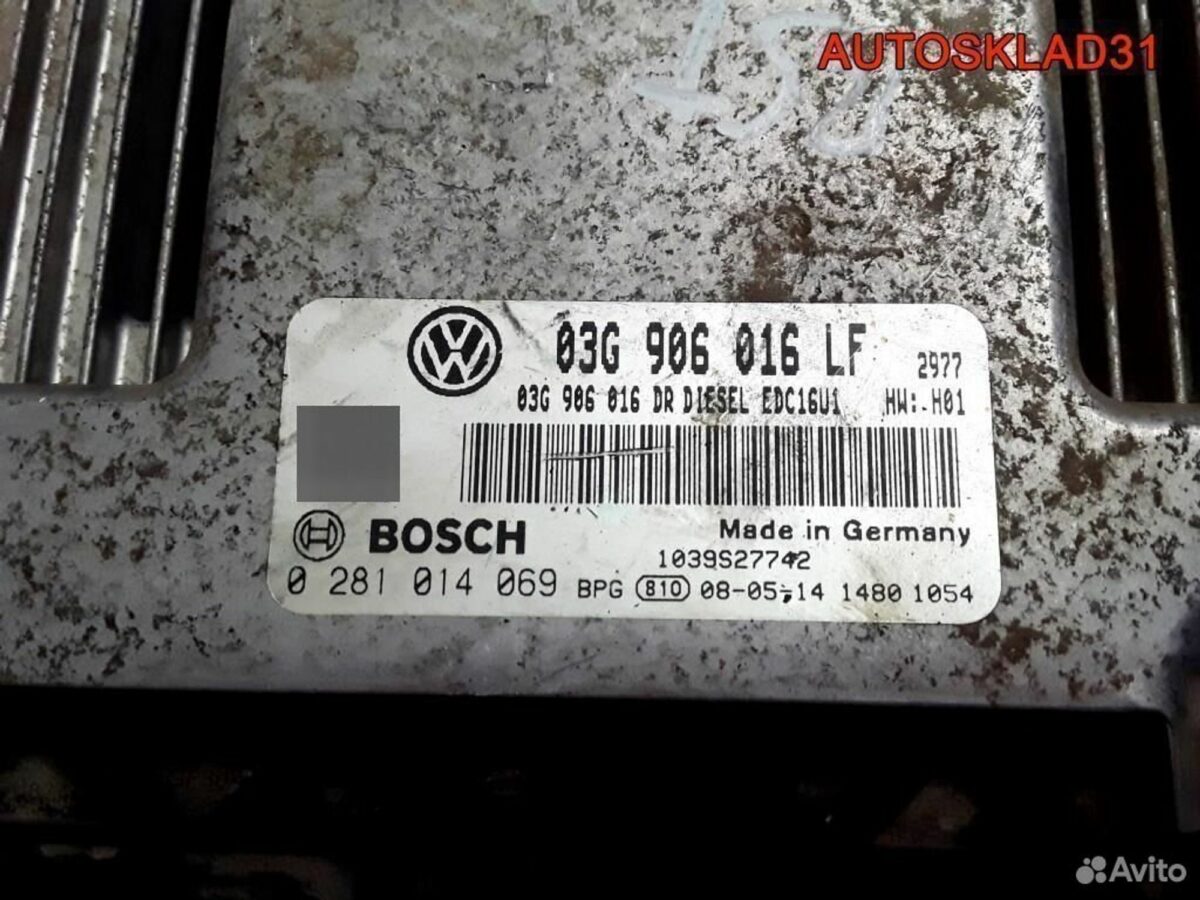 AUTOSKLAD31
03G 906 016 LF 2977
03G 906 016 DR DIESEL EDC16U1 HW:-H01
BOSCH Made in Germany
1039S27742
0 281 014 069 BPG 810 08-05-14 1480 1054
Avito